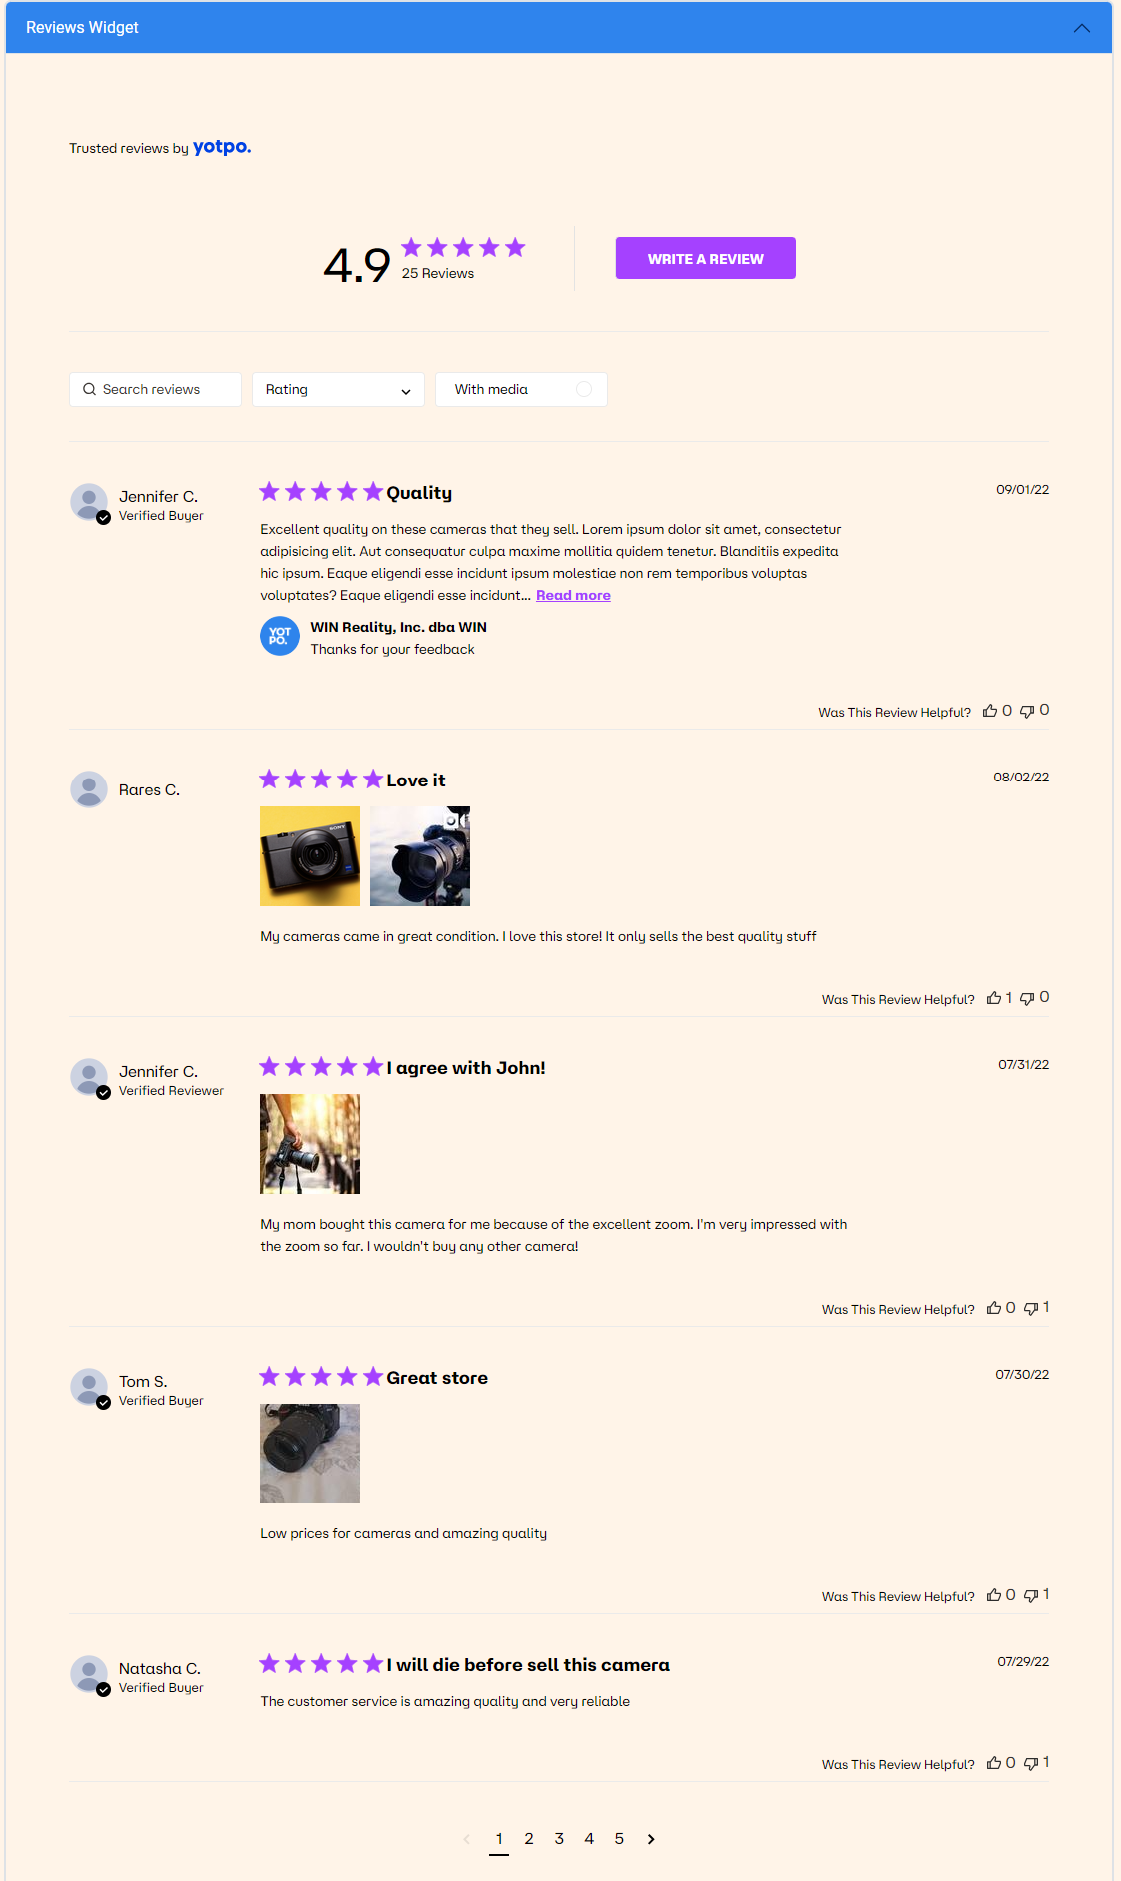 Reviews Widget
Trusted reviews by yotpo.
4.9
25 Reviews
WRITE A REVIEW
Search reviews
Rating
With media
Jennifer C.
Verified Buyer
Quality
09/01/22
Excellent quality on these cameras that they sell. Lorem ipsum dolor sit amet, consectetur
adipisicing elit. Aut consequatur culpa maxime mollitia quidem tenetur. Blanditiis expedita
hic ipsum. Eaque eligendi esse incidunt ipsum molestiae non rem temporibus voluptas
voluptates? Eaque eligendi esse incidunt... Read more
YOT
PO.
WIN Reality, Inc. dba WIN
Thanks for your feedback
Was This Review Helpful? 0 0
Rares C.
Love it
08/02/22
SONY
My cameras came in great condition. I love this store! It only sells the best quality stuff
Was This Review Helpful? 1 0
Jennifer C.
Verified Reviewer
I agree with John!
07/31/22
My mom bought this camera for me because of the excellent zoom. I'm very impressed with
the zoom so far. I wouldn't buy any other camera!
Was This Review Helpful? 0 1
Tom S.
Verified Buyer
Great store
07/30/22
Low prices for cameras and amazing quality
Was This Review Helpful? 0 1
Natasha C.
Verified Buyer
I will die before sell this camera
07/29/22
The customer service is amazing quality and very reliable
Was This Review Helpful? 0 1
1 2 3 4 5